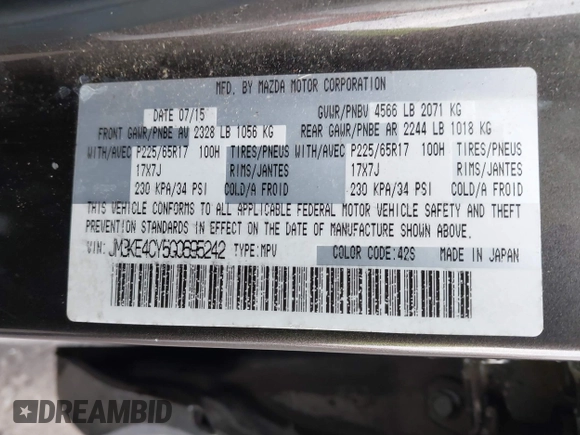 MFD. BY MAZDA MOTOR CORPORATION
DATE 07/15 GVWR/PNBV 4566 LB 2071 KG
FRONT GAWR/PNBE AV 2328 LB 1056 KG REAR GAWR/PNBE AR 2244 LB 1018 KG
WITH/AVEC P225/65R17 100H TIRES/PNEUS WITH/AVEC P225/65R17 100H TIRES/PNEUS
17X7J RIMS/JANTES 17X7J RIMS/JANTES
230 KPA/34 PSI COLD/A FROID 230 KPA/34 PSI COLD/A FROID
THIS VEHICLE CONFORMS TO ALL APPLICABLE FEDERAL MOTOR VEHICLE SAFETY AND THEFT
PREVENTION STANDARDS IN EFFECT ON THE DATE OF MANUFACTURE SHOWN ABOVE.
VIN: JM3KE4CY5G0695242 TYPE:MPV COLOR CODE:42S MADE IN JAPAN
DREAMBID